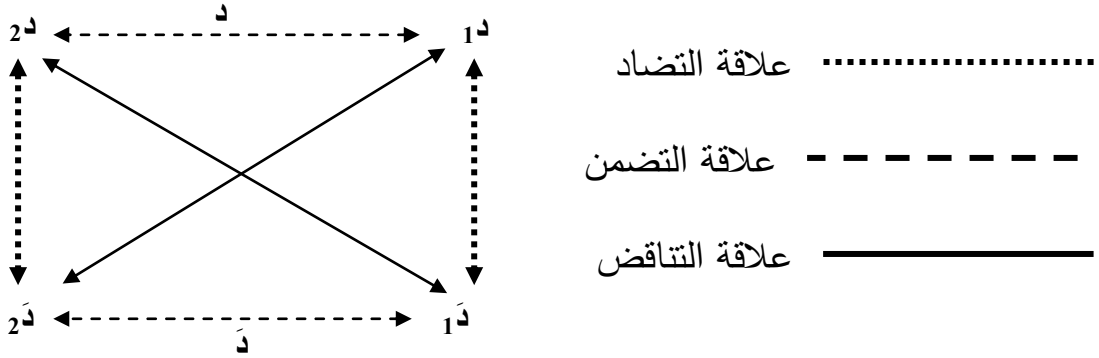 د
د1
د2
دَ1
دَ2
دَ
علاقة التضاد
علاقة التضمن
علاقة التناقض